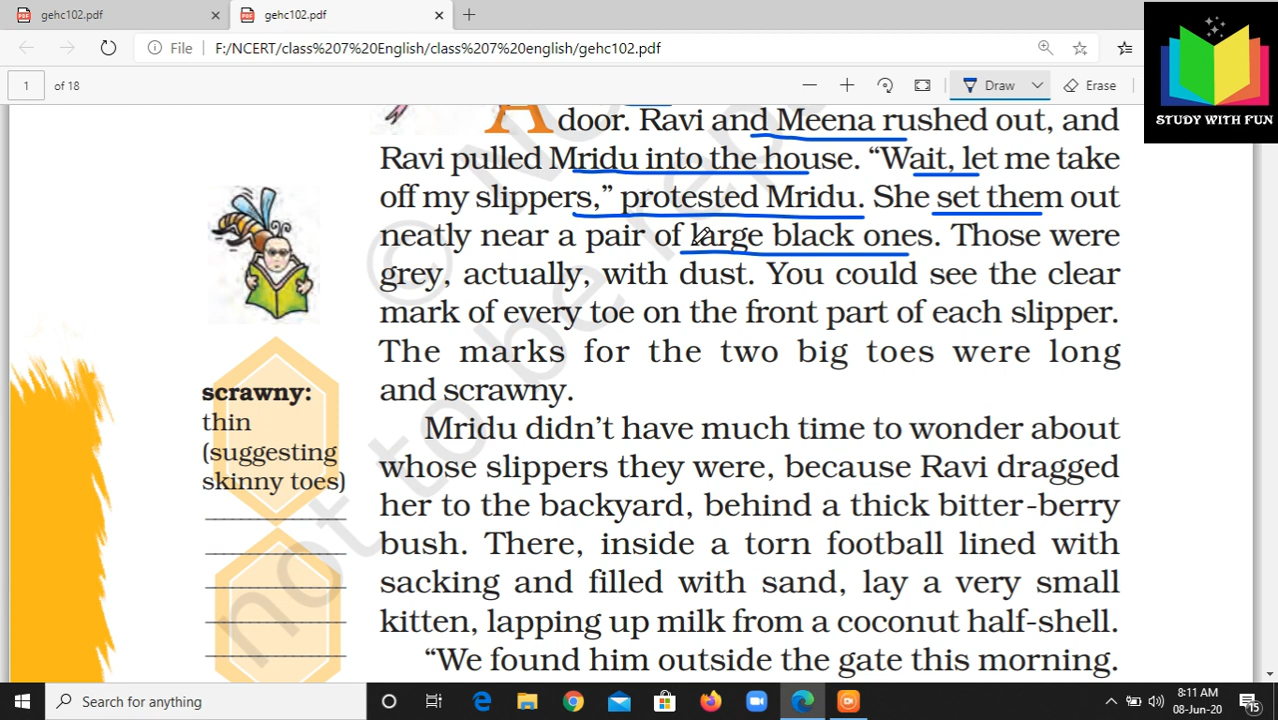 gehc102.pdf
gehc102.pdf
File F:/NCERT/class%207%20English/class%207%20english/gehc102.pdf
1 of 18
Draw Erase
STUDY WITH FUN
A door. Ravi and Meena rushed out, and
Ravi pulled Mridu into the house. “Wait, let me take
off my slippers,” protested Mridu. She set them out
neatly near a pair of large black ones. Those were
grey, actually, with dust. You could see the clear
mark of every toe on the front part of each slipper.
The marks for the two big toes were long
and scrawny.
scrawny:
thin
(suggesting
skinny toes)
Mridu didn’t have much time to wonder about
whose slippers they were, because Ravi dragged
her to the backyard, behind a thick bitter-berry
bush. There, inside a torn football lined with
sacking and filled with sand, lay a very small
kitten, lapping up milk from a coconut half-shell.
“We found him outside the gate this morning.
not to be rep
Search for anything
8:11 AM
08-Jun-20
15